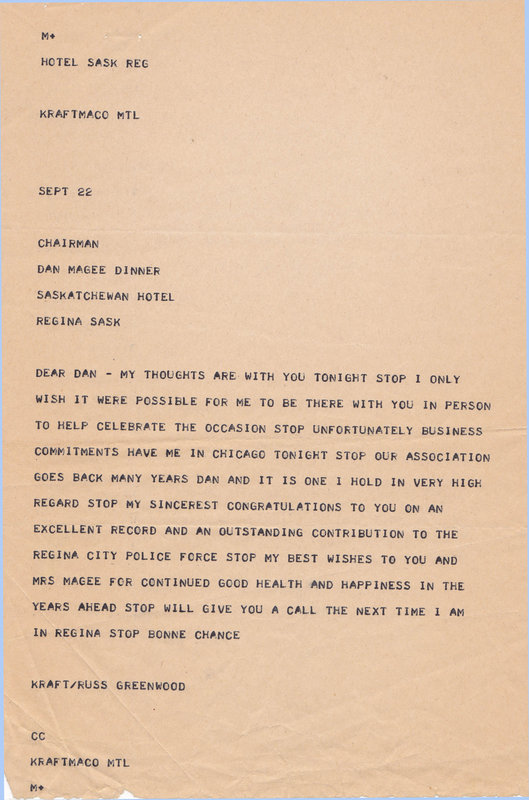 M+
HOTEL SASK REG
KRAFTMACO MTL
SEPT 22
CHAIRMAN
DAN MAGEE DINNER
SASKATCHEWAN HOTEL
REGINA SASK
DEAR DAN - MY THOUGHTS ARE WITH YOU TONIGHT STOP I ONLY
WISH IT WERE POSSIBLE FOR ME TO BE THERE WITH YOU IN PERSON
TO HELP CELEBRATE THE OCCASION STOP UNFORTUNATELY BUSINESS
COMMITMENTS HAVE ME IN CHICAGO TONIGHT STOP OUR ASSOCIATION
GOES BACK MANY YEARS DAN AND IT IS ONE I HOLD IN VERY HIGH
REGARD STOP MY SINCEREST CONGRATULATIONS TO YOU ON AN
EXCELLENT RECORD AND AN OUTSTANDING CONTRIBUTION TO THE
REGINA CITY POLICE FORCE STOP MY BEST WISHES TO YOU AND
MRS MAGEE FOR CONTINUED GOOD HEALTH AND HAPPINESS IN THE
YEARS AHEAD STOP WILL GIVE YOU A CALL THE NEXT TIME I AM
IN REGINA STOP BONNE CHANCE
KRAFT/RUSS GREENWOOD
CC
KRAFTMACO MTL
M+